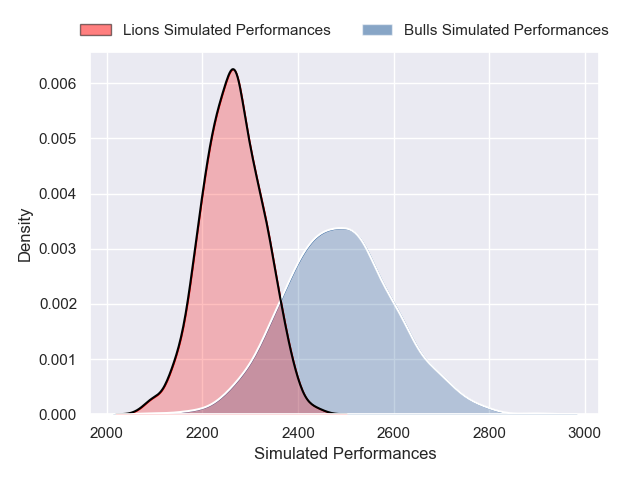 Lions Simulated Performances Bulls Simulated Performances
0.006
0.005
0.004
0.003
0.002
0.001
0.000
Density
2000 2200 2400 2600 2800 3000
Simulated Performances